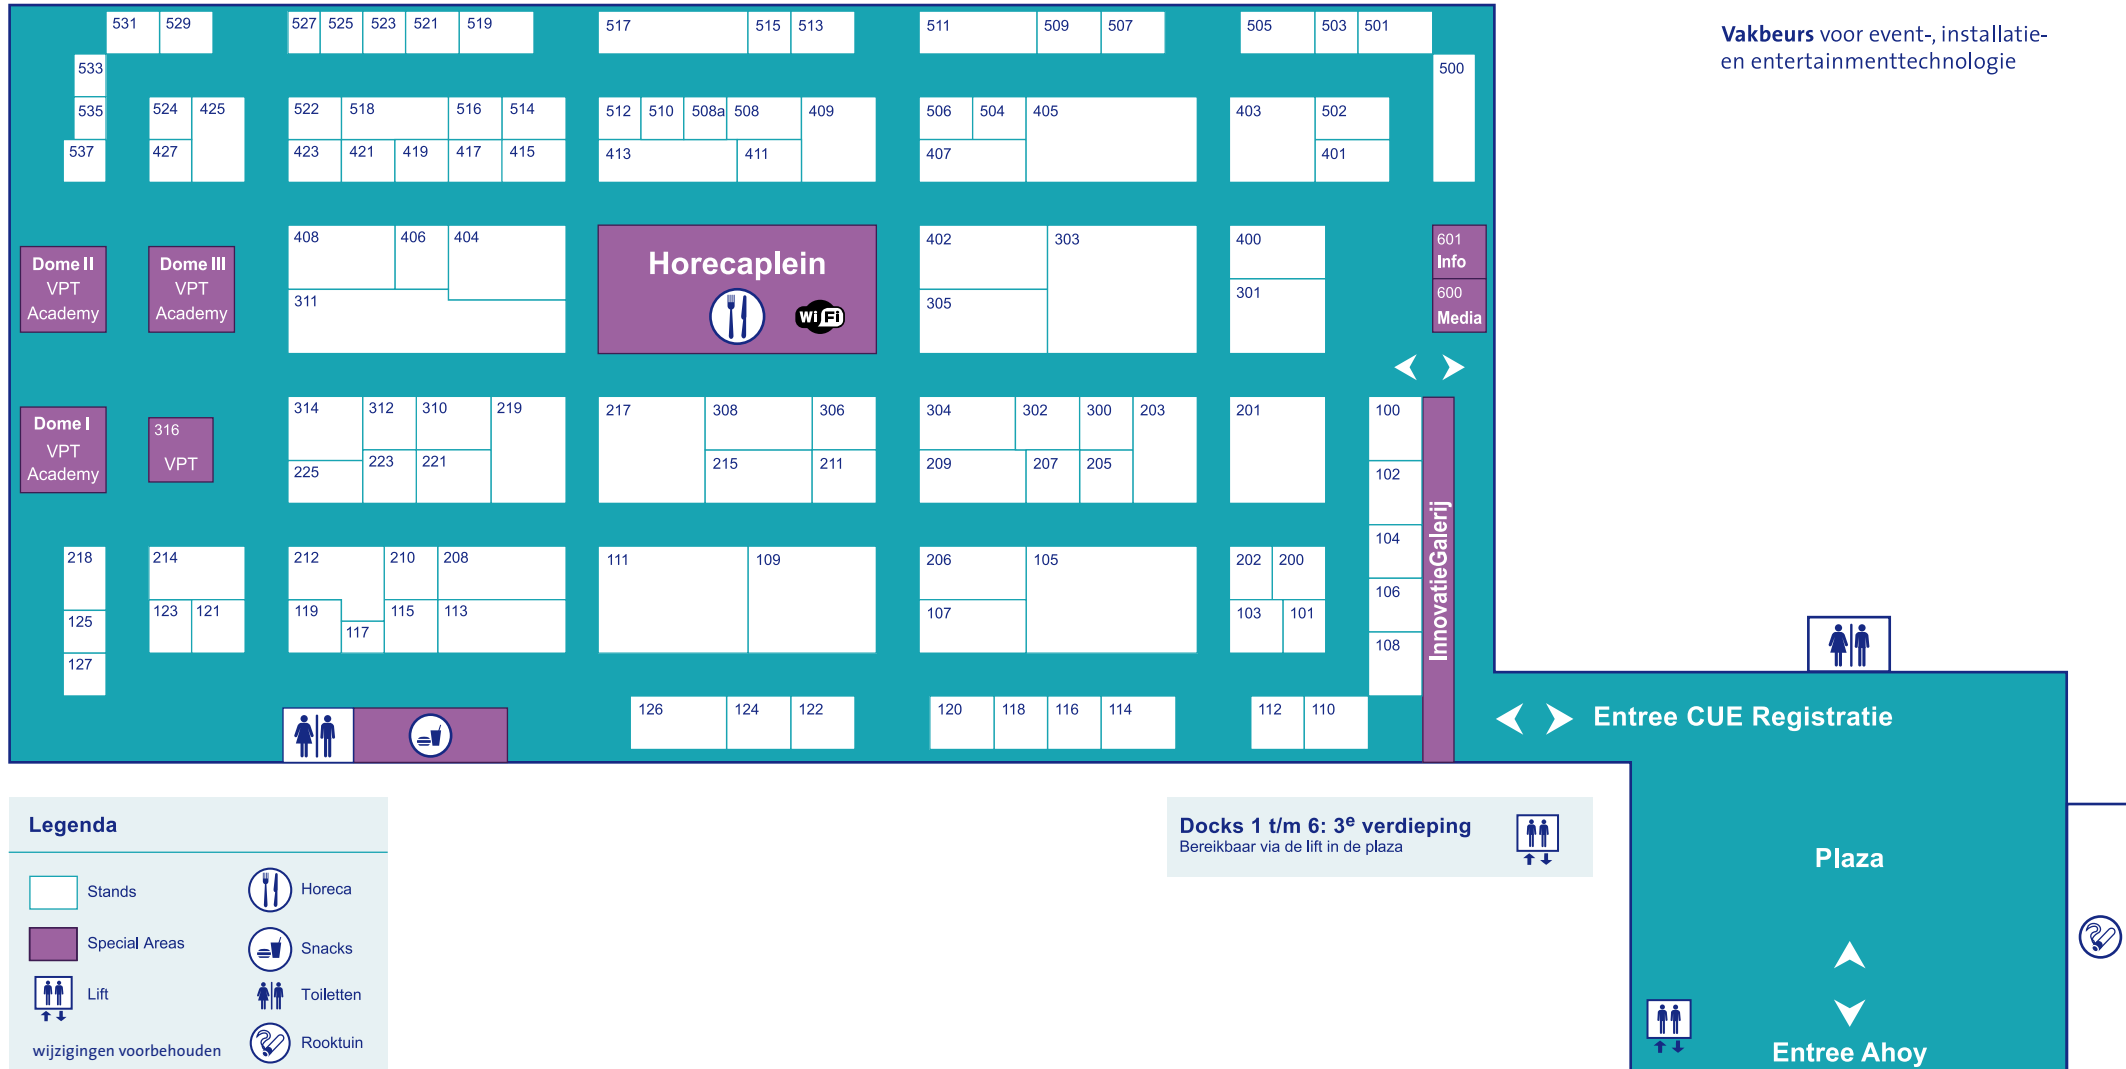 531 529 527 525 523 521 519 517 515 513 511 509 507 505 503 501
Vakbeurs voor event-, installatie-
en entertainmenttechnologie
533 500
535 524 425 522 518 516 514 512 510 508a 508 409 506 504 405 403 502
537 427 423 421 419 417 415 413 411 407 401
408 406 404 402 303 400 601
Info
Horecaplein
WiFi
Dome II
VPT
Academy
Dome III
VPT
Academy
311 305 301 600
Media
314 312 310 219 217 308 306 304 302 300 203 201 100
Dome I
VPT
Academy
316
VPT
225 223 221 215 211 209 207 205 102
InnovatieGalerij
104
218 214 212 210 208 111 109 206 105 202 200
106
125 123 121 119 117 115 113 107 103 101
127 108
126 124 122 120 118 116 114 112 110
Entree CUE Registratie
Legenda
Stands
Special Areas
Lift
Horeca
Snacks
Toiletten
Rooktuin
wijzigingen voorbehouden
Docks 1 t/m 6: 3e verdieping
Bereikbaar via de lift in de plaza
Plaza
Entree Ahoy